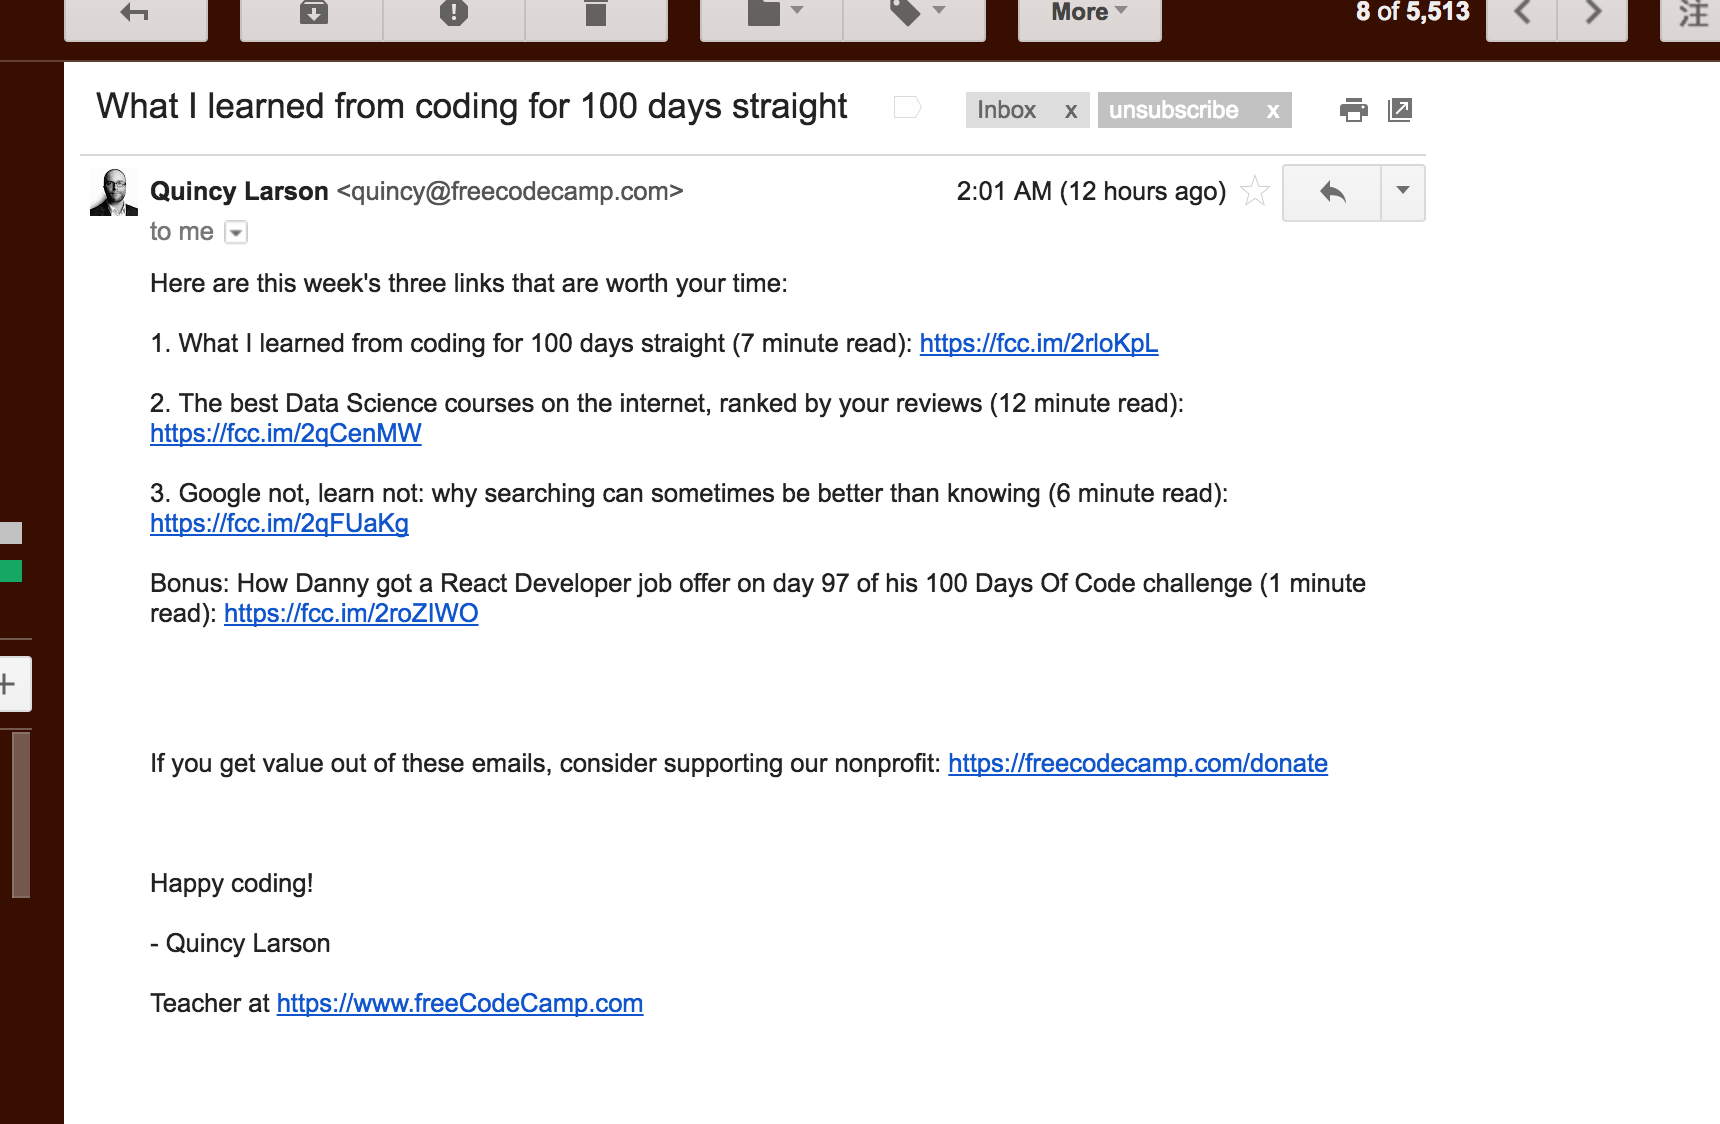 More
8 of 5,513
注
What I learned from coding for 100 days straight
Inbox x
unsubscribe x
Quincy Larson <quincy@freecodecamp.com>
2:01 AM (12 hours ago)
to me
Here are this week's three links that are worth your time:
1. What I learned from coding for 100 days straight (7 minute read): https://fcc.im/2rloKpL
2. The best Data Science courses on the internet, ranked by your reviews (12 minute read):
https://fcc.im/2qCenMW
3. Google not, learn not: why searching can sometimes be better than knowing (6 minute read):
https://fcc.im/2qFUaKg
Bonus: How Danny got a React Developer job offer on day 97 of his 100 Days Of Code challenge (1 minute
read): https://fcc.im/2roZlWO
If you get value out of these emails, consider supporting our nonprofit: https://freecodecamp.com/donate
Happy coding!
- Quincy Larson
Teacher at https://www.freeCodeCamp.com